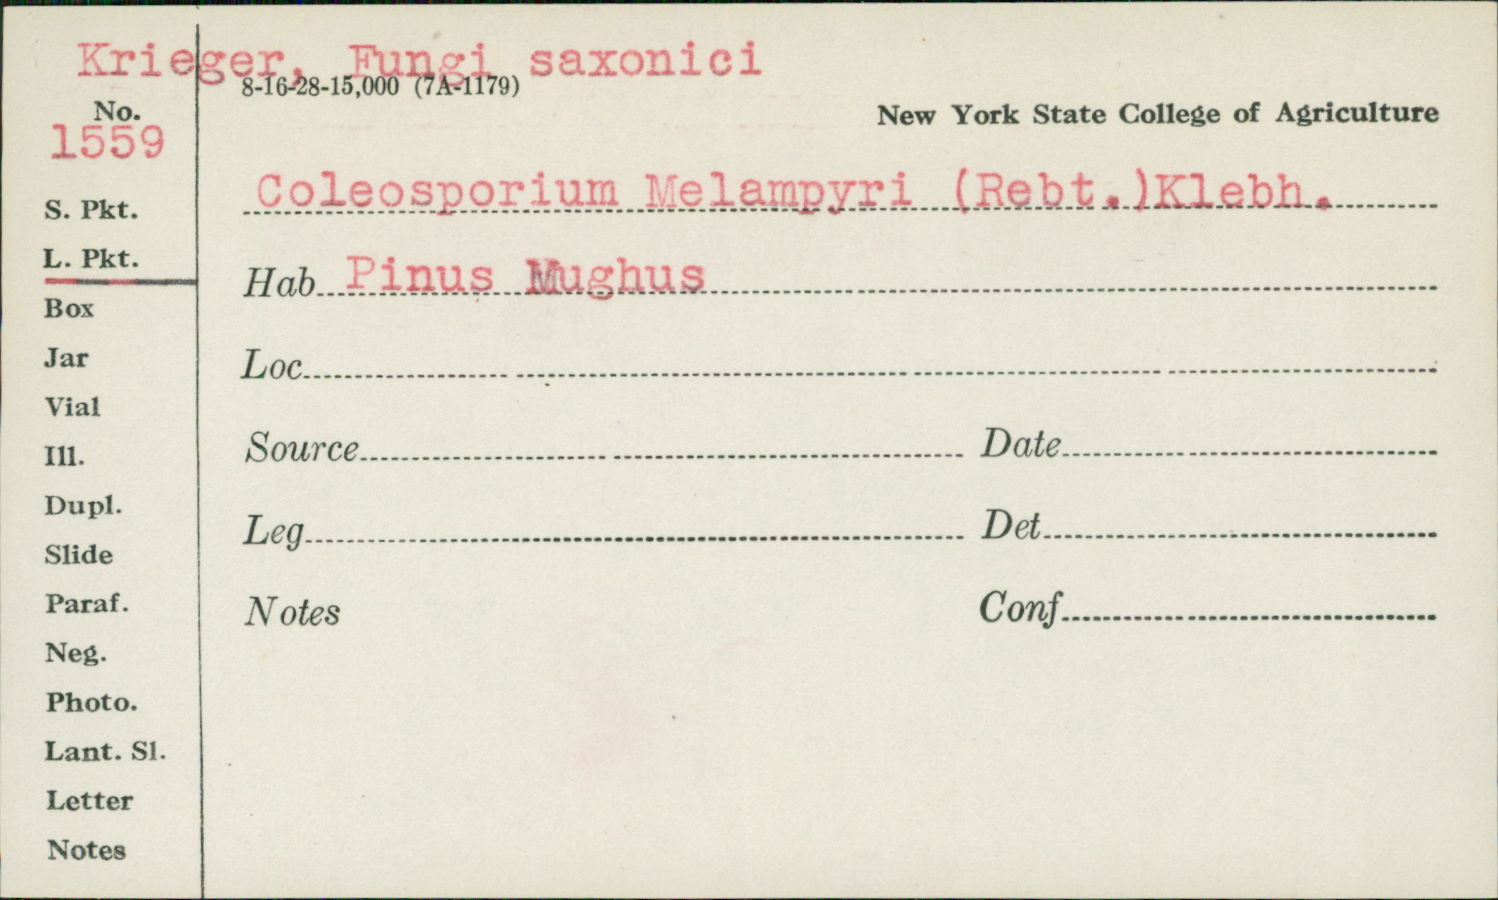 Krieger, Fungi saxonici
8-16-28-15,000 (7A-1179)
No.
1559
New York State College of Agriculture
Coleosporium Melampyri (Rebt.)Klebh.
S. Pkt.
L. Pkt.
Hab Pinus Mughus
Box
Jar
Loc
Vial
Ill.
Source Date
Dupl.
Slide
Leg Det
Paraf.
Notes Conf
Neg.
Photo.
Lant. Sl.
Letter
Notes